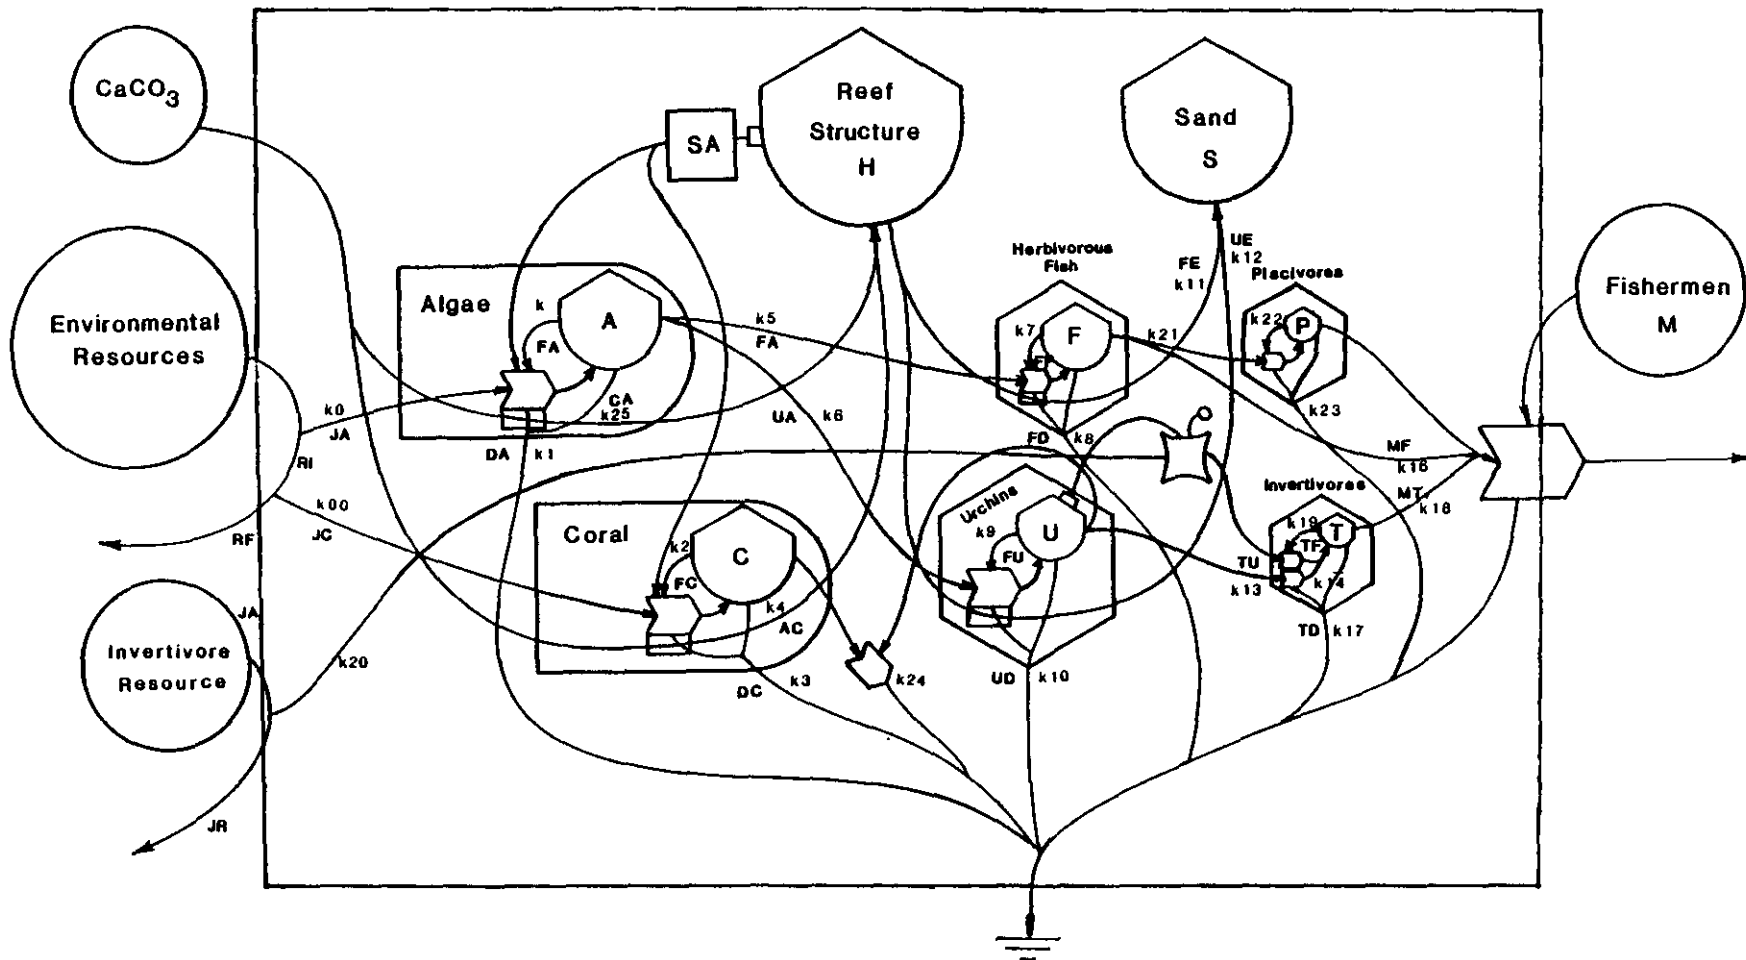 CaCO3
Reef
Structure
H
SA
Sand
S
Environmental
Resources
Algae
A
k
FA
CA
k25
k0
JA
DA
k1
RI
RF
k00
JC
k5
FA
UA
k6
Herbivorous
Fish
k7
F
FD
k8
FE
k11
UE
k12
Piscivores
k22
P
k21
k23
Fishermen
M
MF
k16
MT
k18
Invertivores
k19
T
TF
k14
TU
k13
TD
k17
Coral
C
k2
FC
k4
AC
k3
DC
k24
Urchins
k9
U
FU
UD
k10
JA
Invertivore
Resource
k20
JR